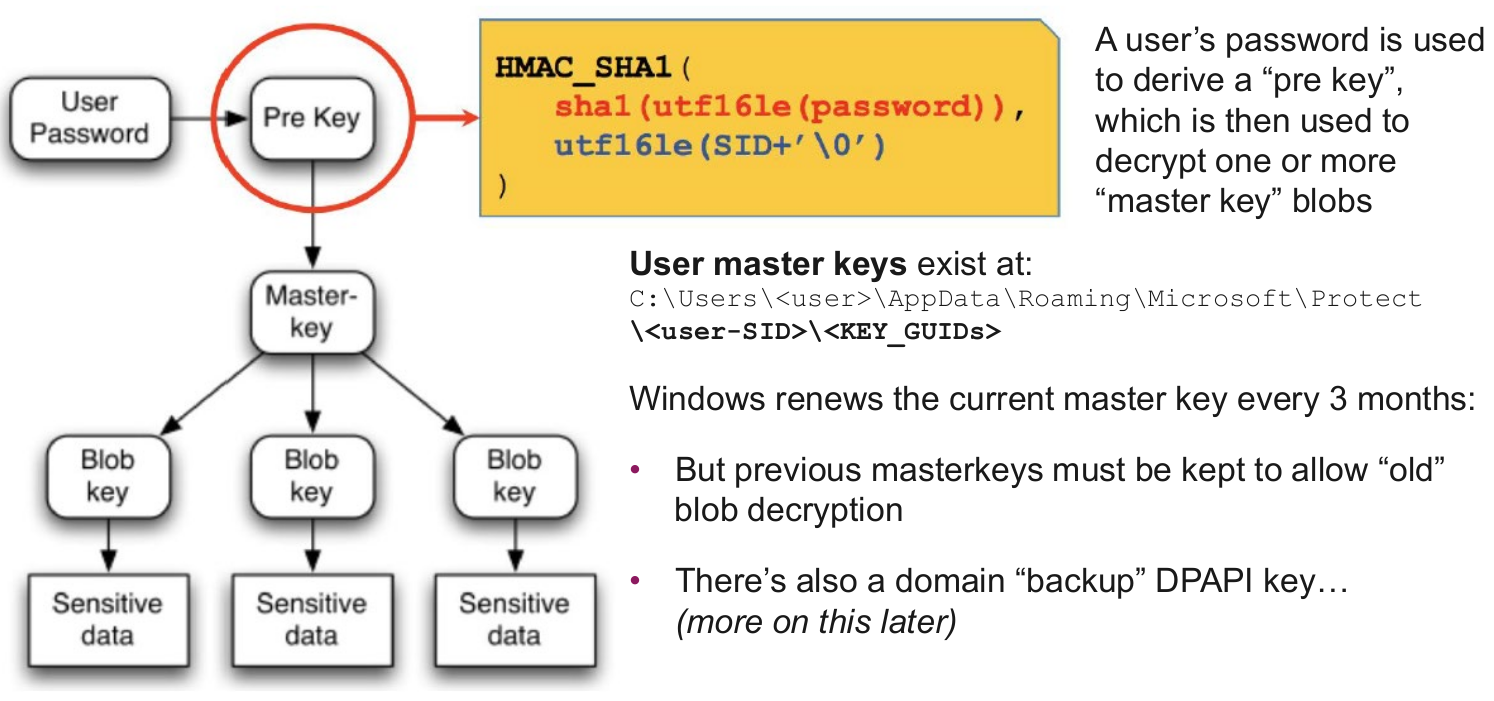 User
Password
Pre Key
HMAC_SHA1(
sha1(utf16le(password)),
utf16le(SID+’\0’)
)
A user’s password is used
to derive a “pre key”,
which is then used to
decrypt one or more
“master key” blobs
Master-
key
Blob
key
Blob
key
Blob
key
Sensitive
data
Sensitive
data
Sensitive
data
User master keys exist at:
C:\Users\<user>\AppData\Roaming\Microsoft\Protect
\<user-SID>\<KEY_GUIDs>
Windows renews the current master key every 3 months:
• But previous masterkeys must be kept to allow “old”
blob decryption
• There’s also a domain “backup” DPAPI key…
(more on this later)